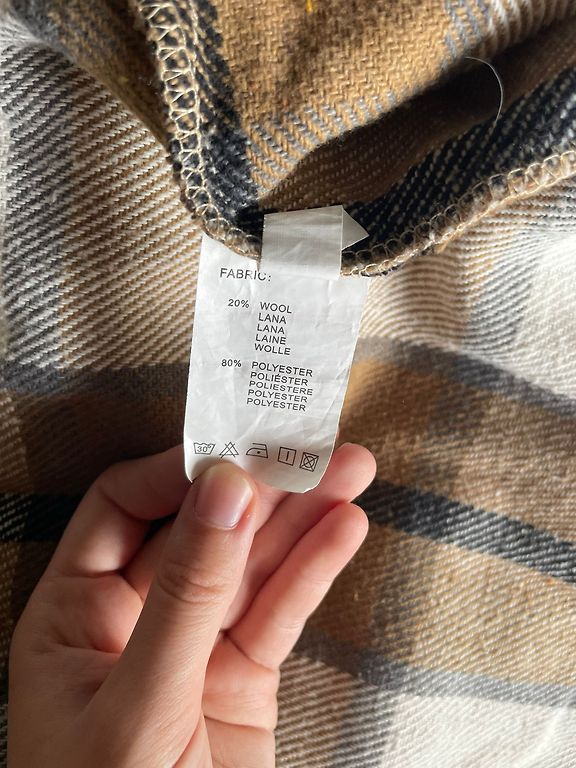 FABRIC:
20% WOOL
LANA
LANA
LAINE
WOLLE
80% POLYESTER
POLIÉSTER
POLIESTERE
POLYESTER
POLYESTER
30°